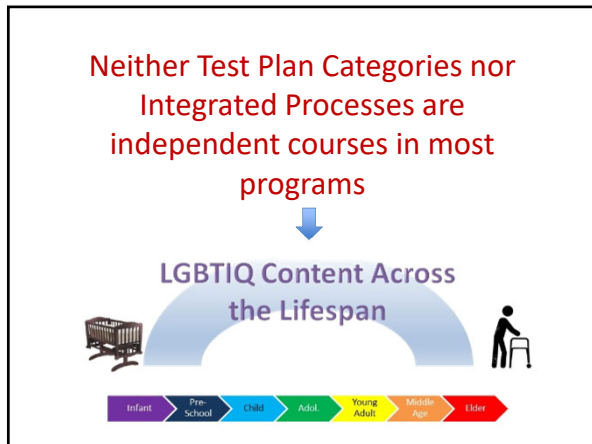 Neither Test Plan Categories nor
Integrated Processes are
independent courses in most
programs
LGBTIQ Content Across
the Lifespan
Infant
Pre-
School
Child
Adol.
Young
Adult
Middle
Age
Elder